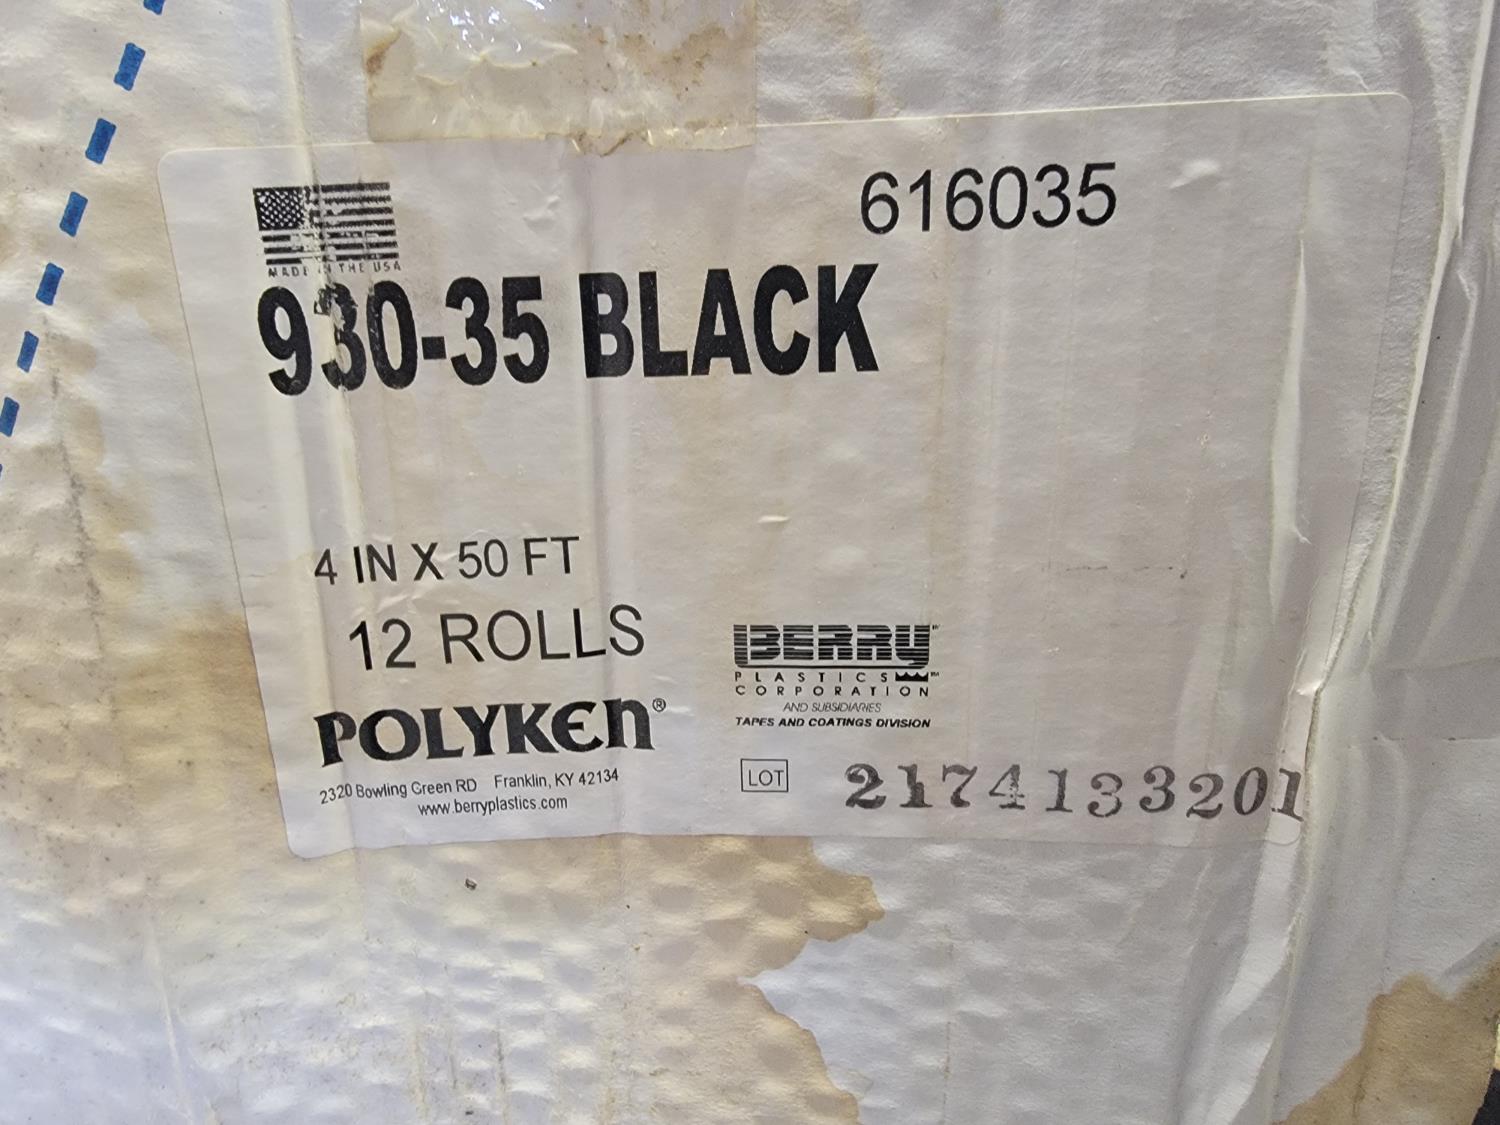 616035
MADE IN THE USA
930-35 BLACK
4 IN X 50 FT
12 ROLLS
POLYKEN®
2320 Bowling Green RD Franklin, KY 42134
www.berryplastics.com
BERRY
PLASTICS
CORPORATION
AND SUBSIDIARIES
TAPES AND COATINGS DIVISION
LOT 2174133201